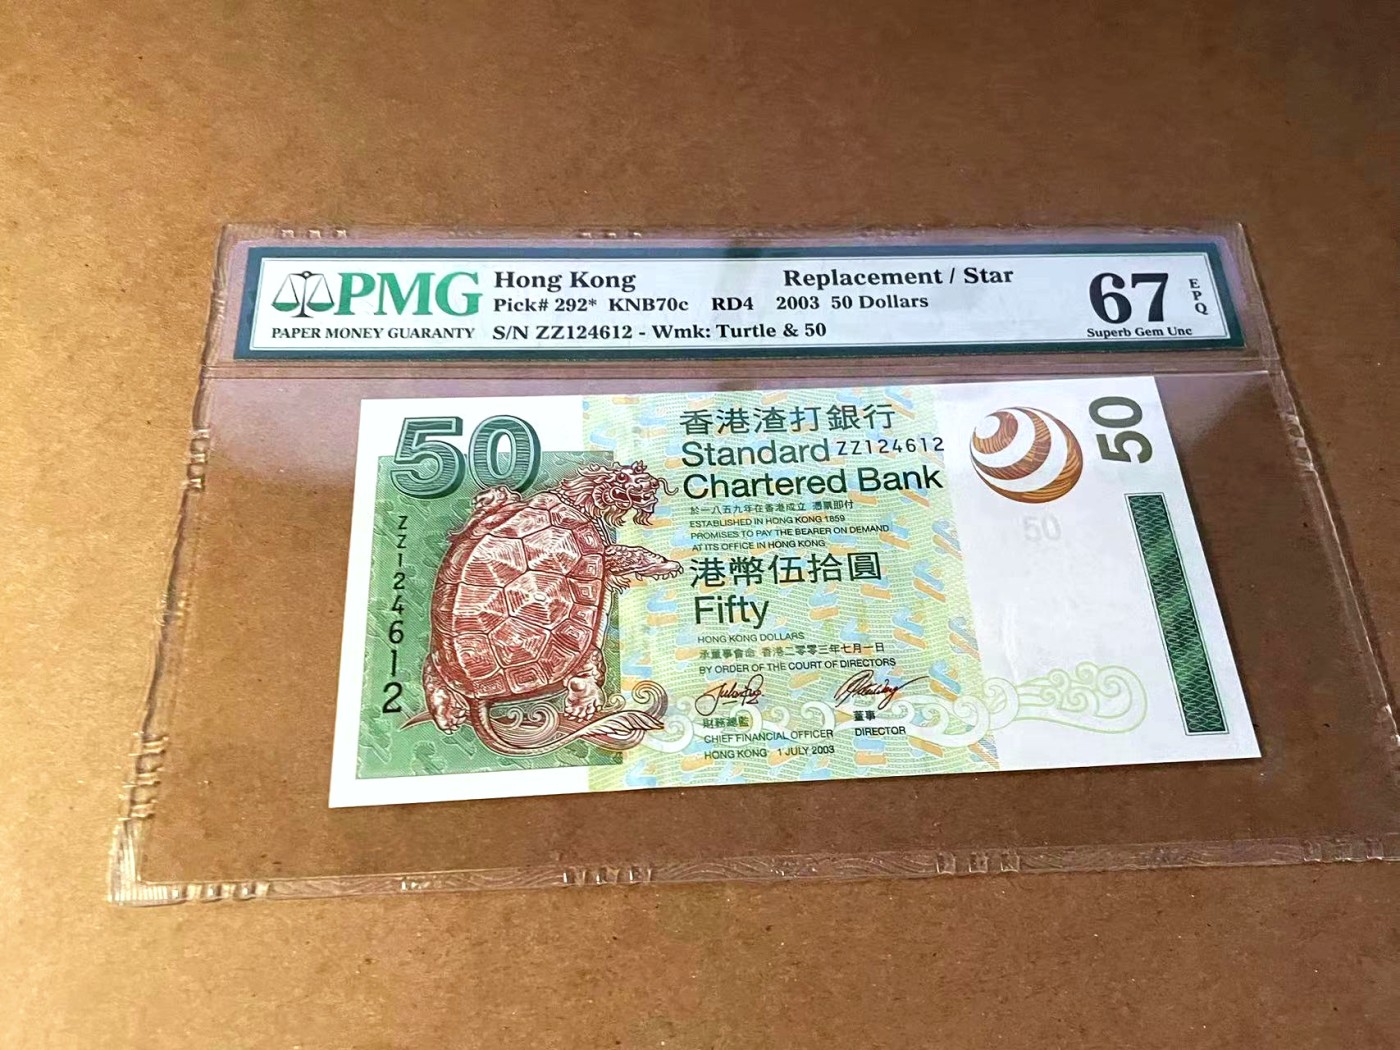 PMG
PAPER MONEY GUARANTY
Hong Kong Replacement / Star
Pick# 292* KNB70c RD4 2003 50 Dollars
S/N ZZ124612 - Wmk: Turtle & 50
67
EPQ
Superb Gem Unc
50
ZZ124612
香港渣打銀行
Standard ZZ124612
Chartered Bank
於一八五九年在香港成立 憑票即付
ESTABLISHED IN HONG KONG 1859
PROMISES TO PAY THE BEARER ON DEMAND
AT ITS OFFICE IN HONG KONG
港幣伍拾圓
Fifty
HONG KONG DOLLARS
承董事會命 香港二零零三年七月一日
BY ORDER OF THE COURT OF DIRECTORS
財務總監 董事
CHIEF FINANCIAL OFFICER DIRECTOR
HONG KONG 1 JULY 2003
50
50